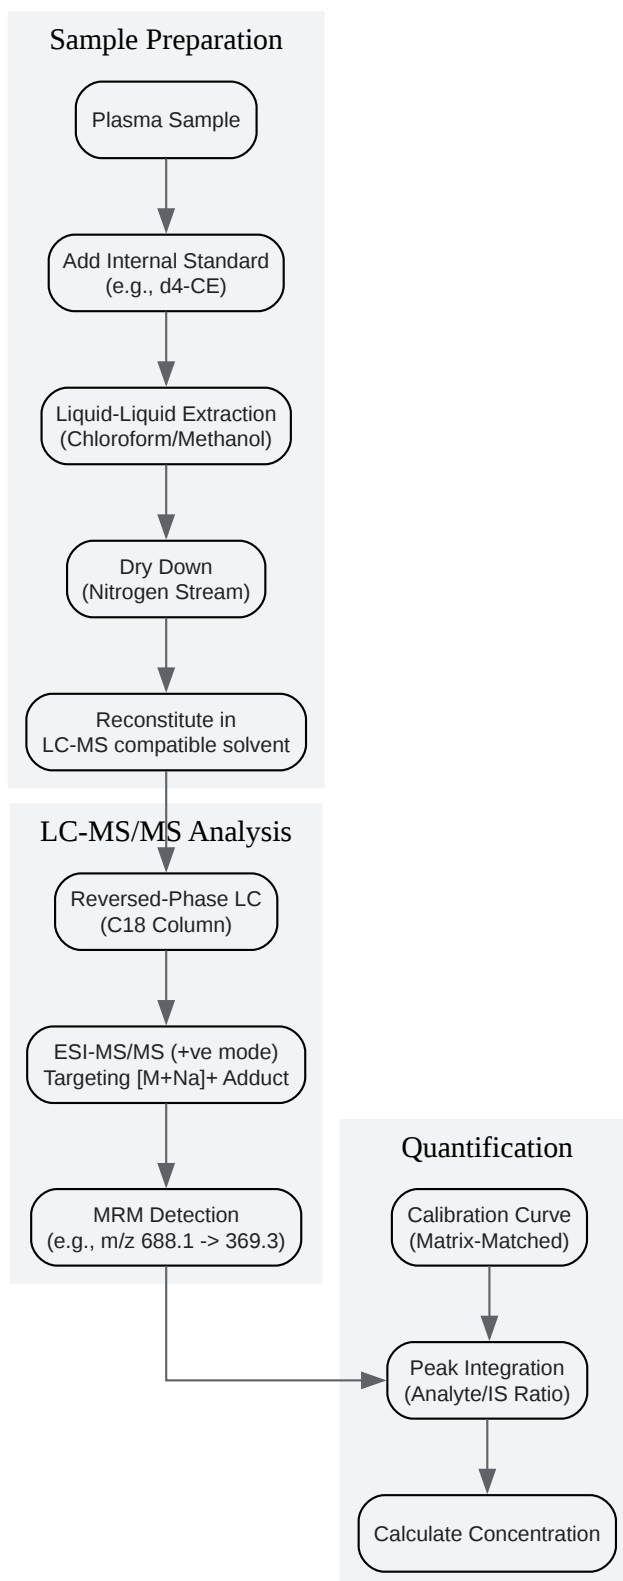 Sample Preparation
Plasma Sample
Add Internal Standard
(e.g., d4-CE)
Liquid-Liquid Extraction
(Chloroform/Methanol)
Dry Down
(Nitrogen Stream)
Reconstitute in
LC-MS compatible solvent
LC-MS/MS Analysis
Reversed-Phase LC
(C18 Column)
ESI-MS/MS (+ve mode)
Targeting [M+Na]+ Adduct
MRM Detection
(e.g., m/z 688.1 -> 369.3)
Quantification
Calibration Curve
(Matrix-Matched)
Peak Integration
(Analyte/IS Ratio)
Calculate Concentration